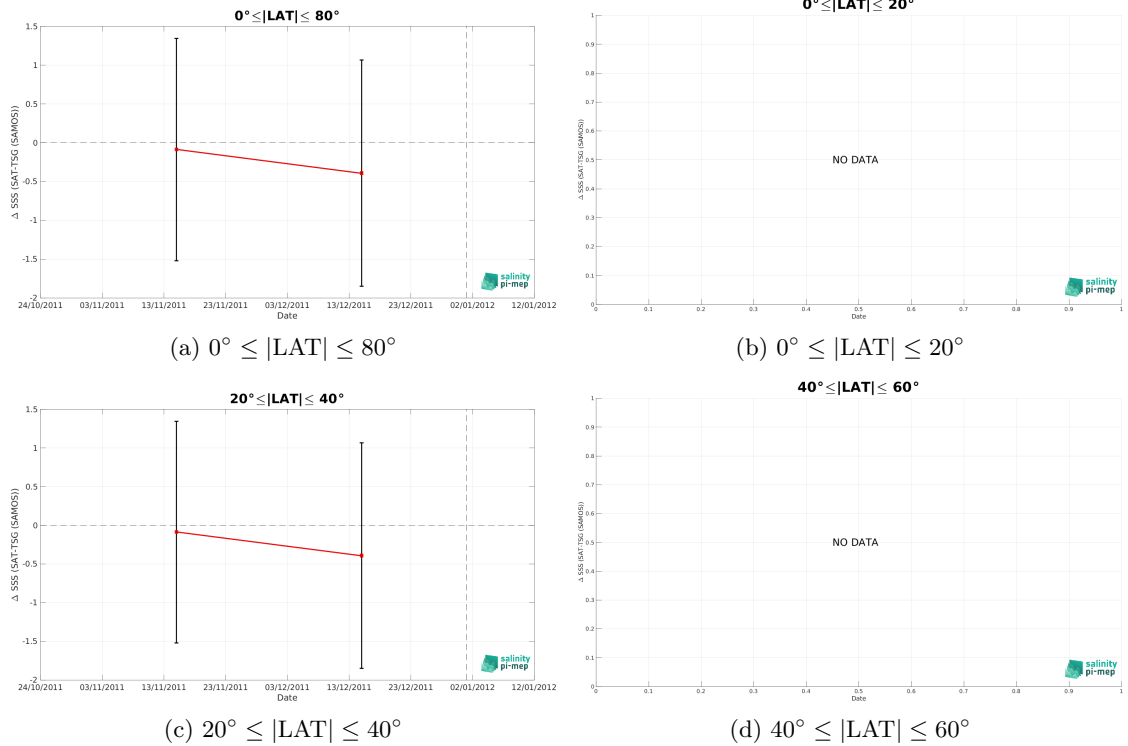 0°≤|LAT|≤ 80°
1.5
1
0.5
0
-0.5
-1
-1.5
-2
Δ SSS (SAT-TSG (SAMOS))
24/10/2011 03/11/2011 13/11/2011 23/11/2011 03/12/2011 13/12/2011 23/12/2011 02/01/2012 12/01/2012
Date
salinity
pi-mep
(a) 0° ≤ |LAT| ≤ 80°
0°≤|LAT|≤ 20°
1
0.9
0.8
0.7
0.6
0.5
0.4
0.3
0.2
0.1
0
Δ SSS (SAT-TSG (SAMOS))
NO DATA
0 0.1 0.2 0.3 0.4 0.5 0.6 0.7 0.8 0.9 1
Date
salinity
pi-mep
(b) 0° ≤ |LAT| ≤ 20°
20°≤|LAT|≤ 40°
1.5
1
0.5
0
-0.5
-1
-1.5
-2
Δ SSS (SAT-TSG (SAMOS))
24/10/2011 03/11/2011 13/11/2011 23/11/2011 03/12/2011 13/12/2011 23/12/2011 02/01/2012 12/01/2012
Date
salinity
pi-mep
(c) 20° ≤ |LAT| ≤ 40°
40°≤|LAT|≤ 60°
1
0.9
0.8
0.7
0.6
0.5
0.4
0.3
0.2
0.1
0
Δ SSS (SAT-TSG (SAMOS))
NO DATA
0 0.1 0.2 0.3 0.4 0.5 0.6 0.7 0.8 0.9 1
Date
salinity
pi-mep
(d) 40° ≤ |LAT| ≤ 60°